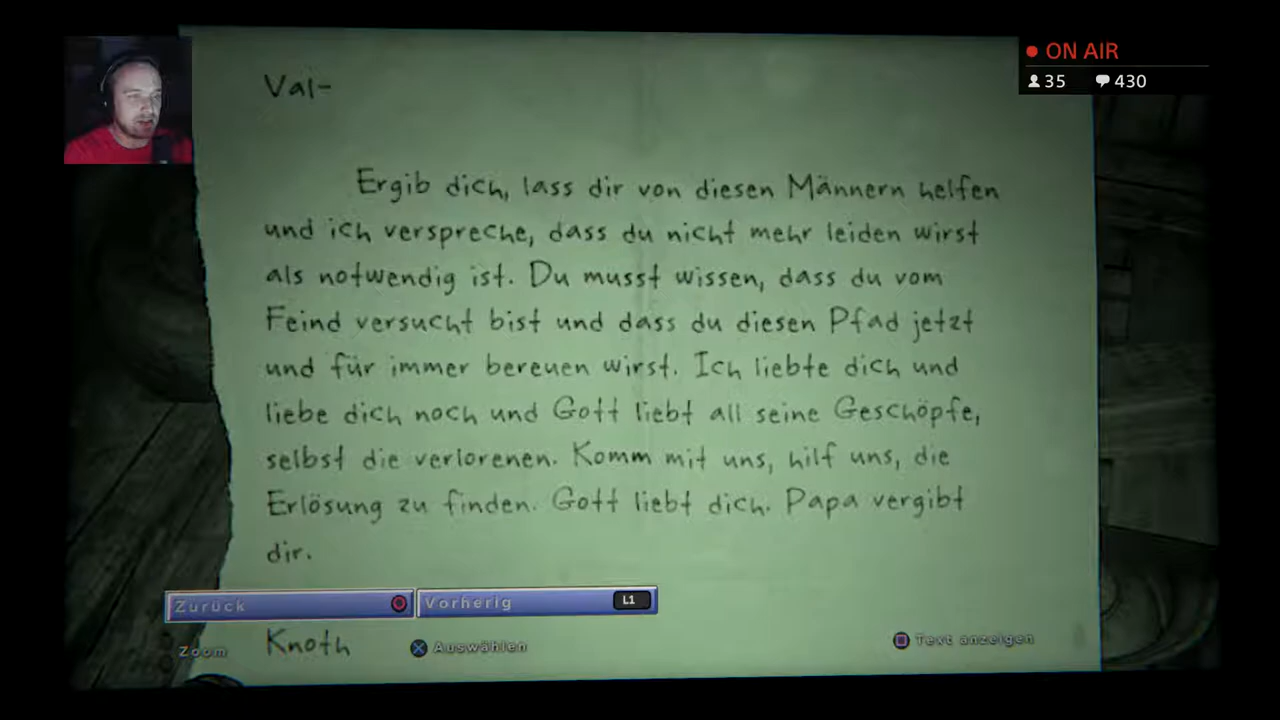 ON AIR
35 430
Val-
Ergib dich, lass dir von diesen Männern helfen
und ich verspreche, dass du nicht mehr leiden wirst
als notwendig ist. Du musst wissen, dass du vom
Feind versucht bist und dass du diesen Pfad jetzt
und für immer bereuen wirst. Ich liebte dich und
liebe dich noch und Gott liebt all seine Geschöpfe,
selbst die verlorenen. Komm mit uns, hilf uns, die
Erlösung zu finden. Gott liebt dich. Papa vergibt
dir.
Zurück Vorherig L1
Knoth
Zoom Auswählen Text anzeigen